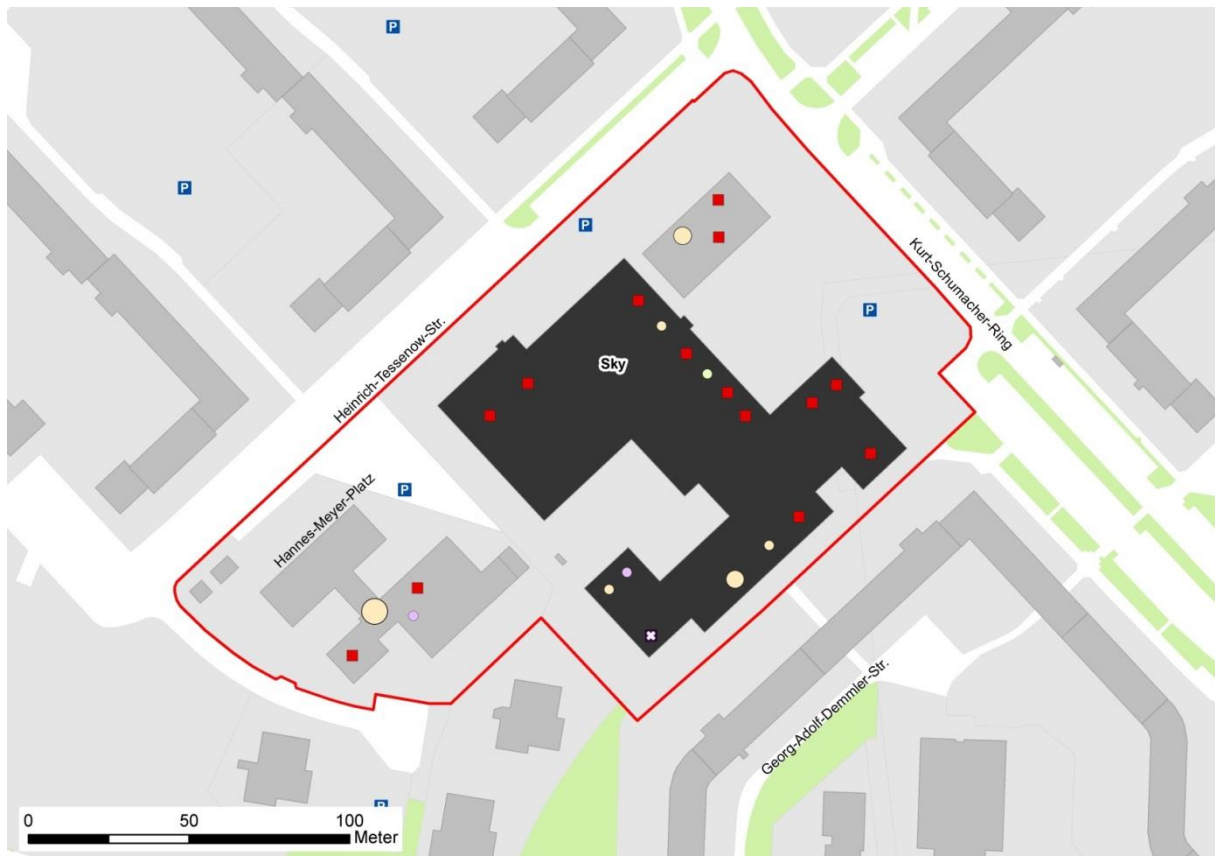 P
P
P
Kurt-Schumacher-Ring
P
Heinrich-Tessenow-Str.
Sky
Hannes-Meyer-Platz
P
Georg-Adolf-Demmler-Str.
P
0 50 100
Meter